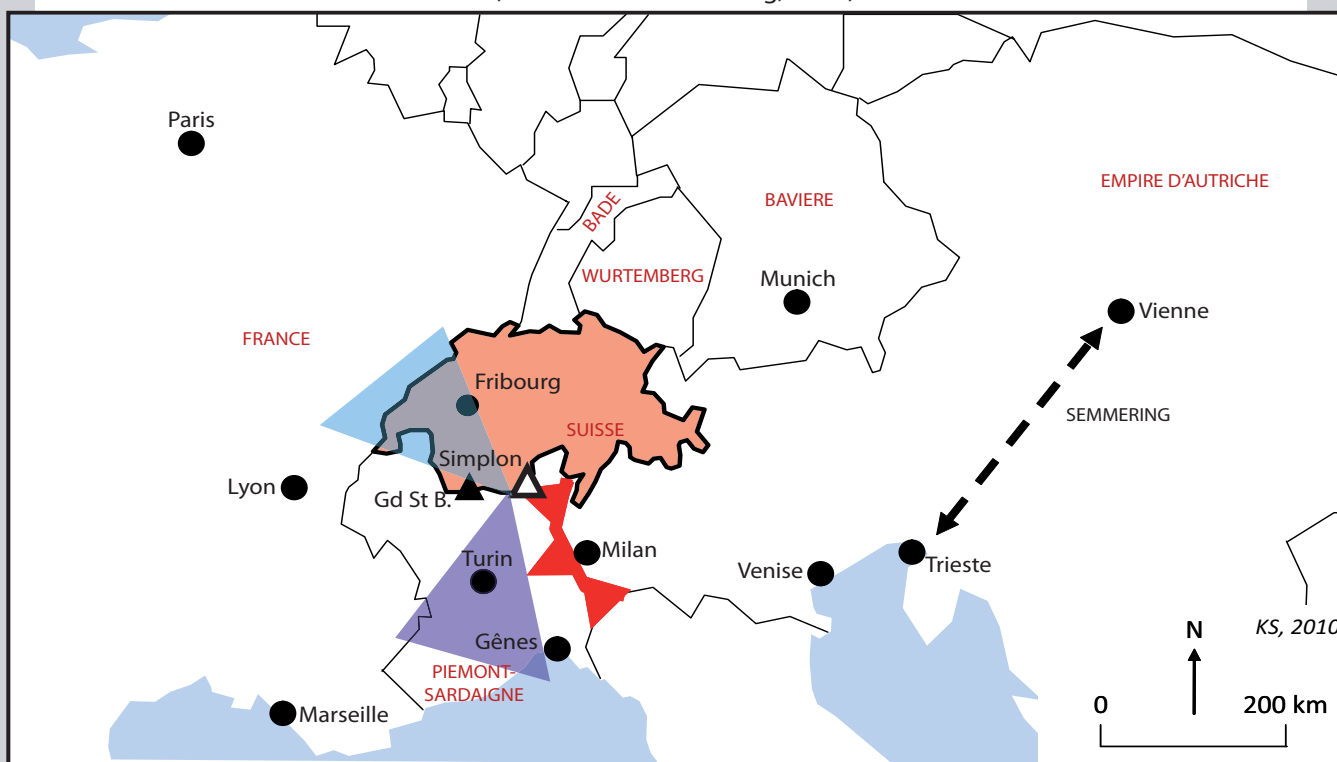 Paris
EMPIRE D'AUTRICHE
BAVIERE
BADE
WURTEMBERG
Munich
Vienne
FRANCE
Fribourg
SEMMERING
SUISSE
Simplon
Lyon
Gd St B.
Milan
Turin
Venise
Trieste
Gênes
N
KS, 2010
PIEMONT-
SARDAIGNE
0
200 km
Marseille